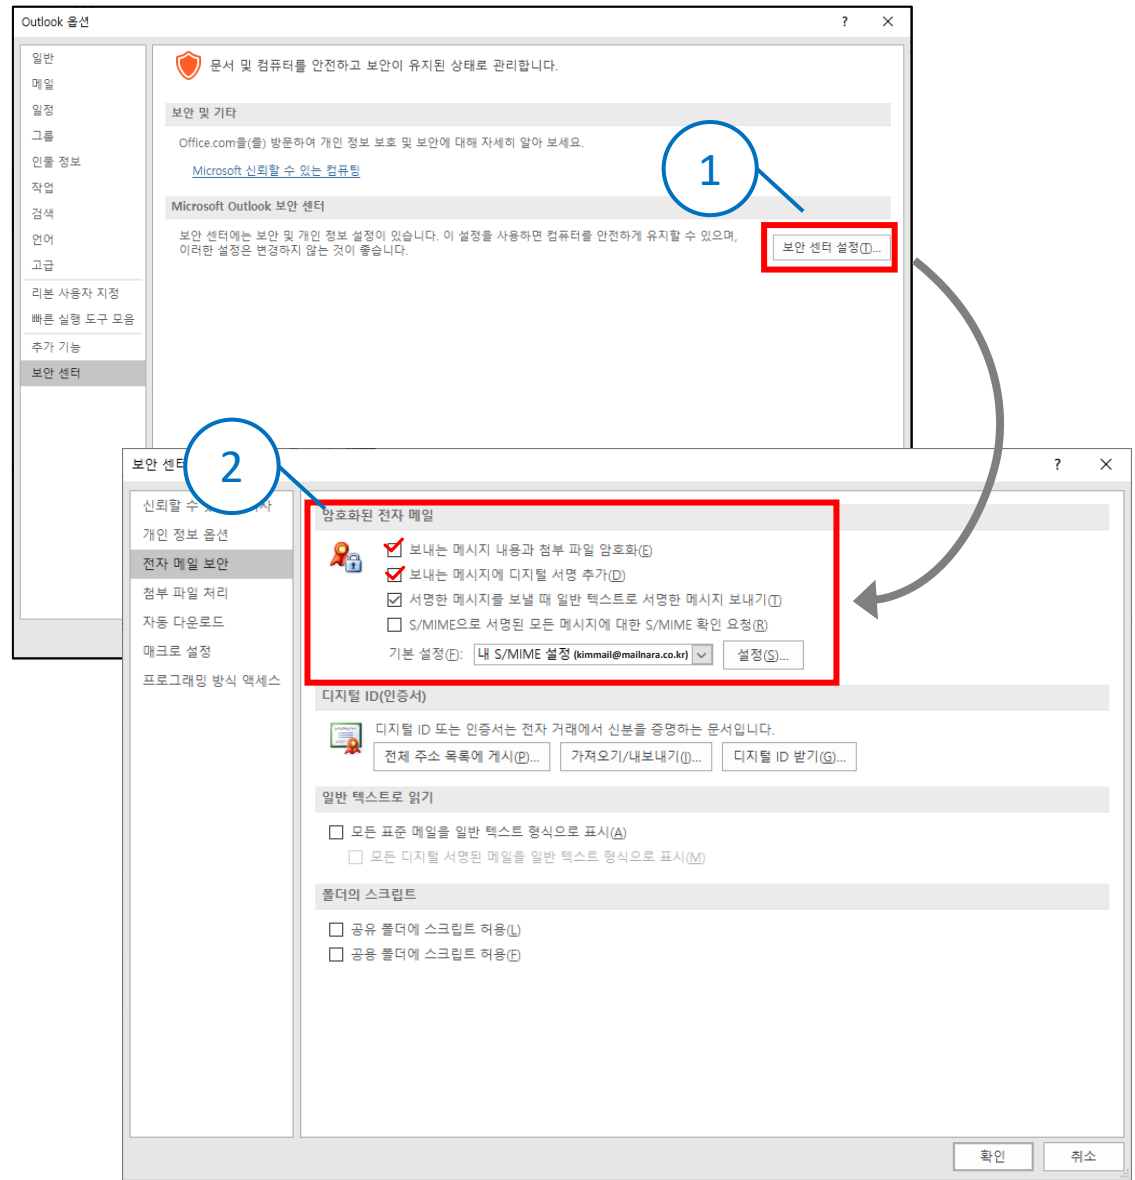 Outlook 옵션
?
일반
메일
일정
그룹
인물 정보
작업
검색
언어
고급
리본 사용자 지정
빠른 실행 도구 모음
추가 기능
보안 센터
문서 및 컴퓨터를 안전하고 보안이 유지된 상태로 관리합니다.
보안 및 기타
Office.com을(를) 방문하여 개인 정보 보호 및 보안에 대해 자세히 알아 보세요.
Microsoft 신뢰할 수 있는 컴퓨팅
1
Microsoft Outlook 보안 센터
보안 센터에는 보안 및 개인 정보 설정이 있습니다. 이 설정을 사용하면 컴퓨터를 안전하게 유지할 수 있으며,
이러한 설정은 변경하지 않는 것이 좋습니다.
보안 센터 설정(T)...
2
보안 센터
?
신뢰할 수
개인 정보 옵션
전자 메일 보안
첨부 파일 처리
자동 다운로드
매크로 설정
프로그래밍 방식 액세스
암호화된 전자 메일
보내는 메시지 내용과 첨부 파일 암호화(E)
보내는 메시지에 디지털 서명 추가(D)
서명한 메시지를 보낼 때 일반 텍스트로 서명한 메시지 보내기(T)
S/MIME으로 서명된 모든 메시지에 대한 S/MIME 확인 요청(R)
기본 설정(F): 내 S/MIME 설정 (kimmail@mailnara.co.kr) 설정(S)...
디지털 ID(인증서)
디지털 ID 또는 인증서는 전자 거래에서 신분을 증명하는 문서입니다.
전체 주소 목록에 게시(P)... 가져오기/내보내기(I)... 디지털 ID 받기(G)...
일반 텍스트로 읽기
모든 표준 메일을 일반 텍스트 형식으로 표시(A)
모든 디지털 서명된 메일을 일반 텍스트 형식으로 표시(M)
폴더의 스크립트
공유 폴더에 스크립트 허용(L)
공용 폴더에 스크립트 허용(F)
확인 취소